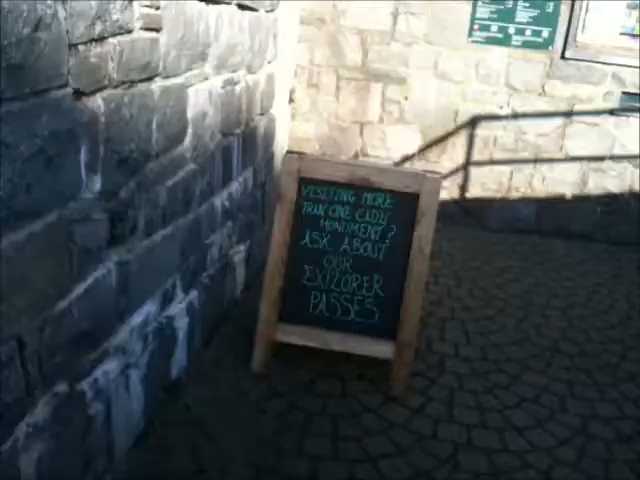 VISITING MORE
THAN ONE CADW
MONUMENT?
ASK ABOUT
OUR
EXPLORER
PASSES